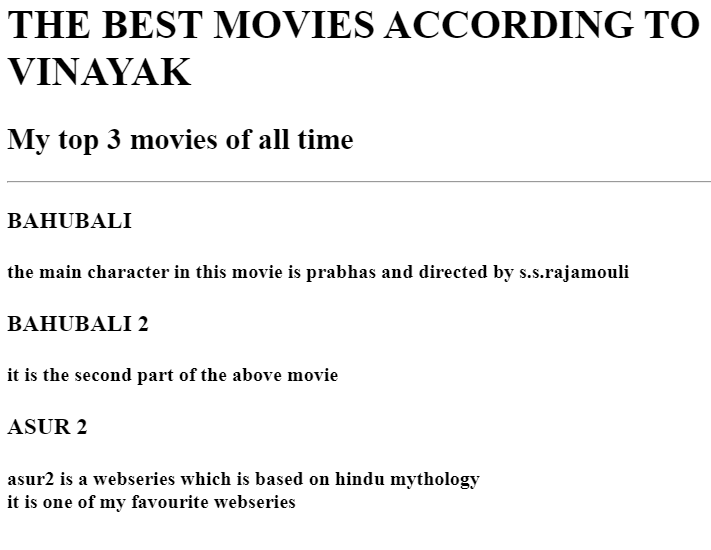 THE BEST MOVIES ACCORDING TO
VINAYAK
My top 3 movies of all time
BAHUBALI
the main character in this movie is prabhas and directed by s.s.rajamouli
BAHUBALI 2
it is the second part of the above movie
ASUR 2
asur2 is a webseries which is based on hindu mythology
it is one of my favourite webseries